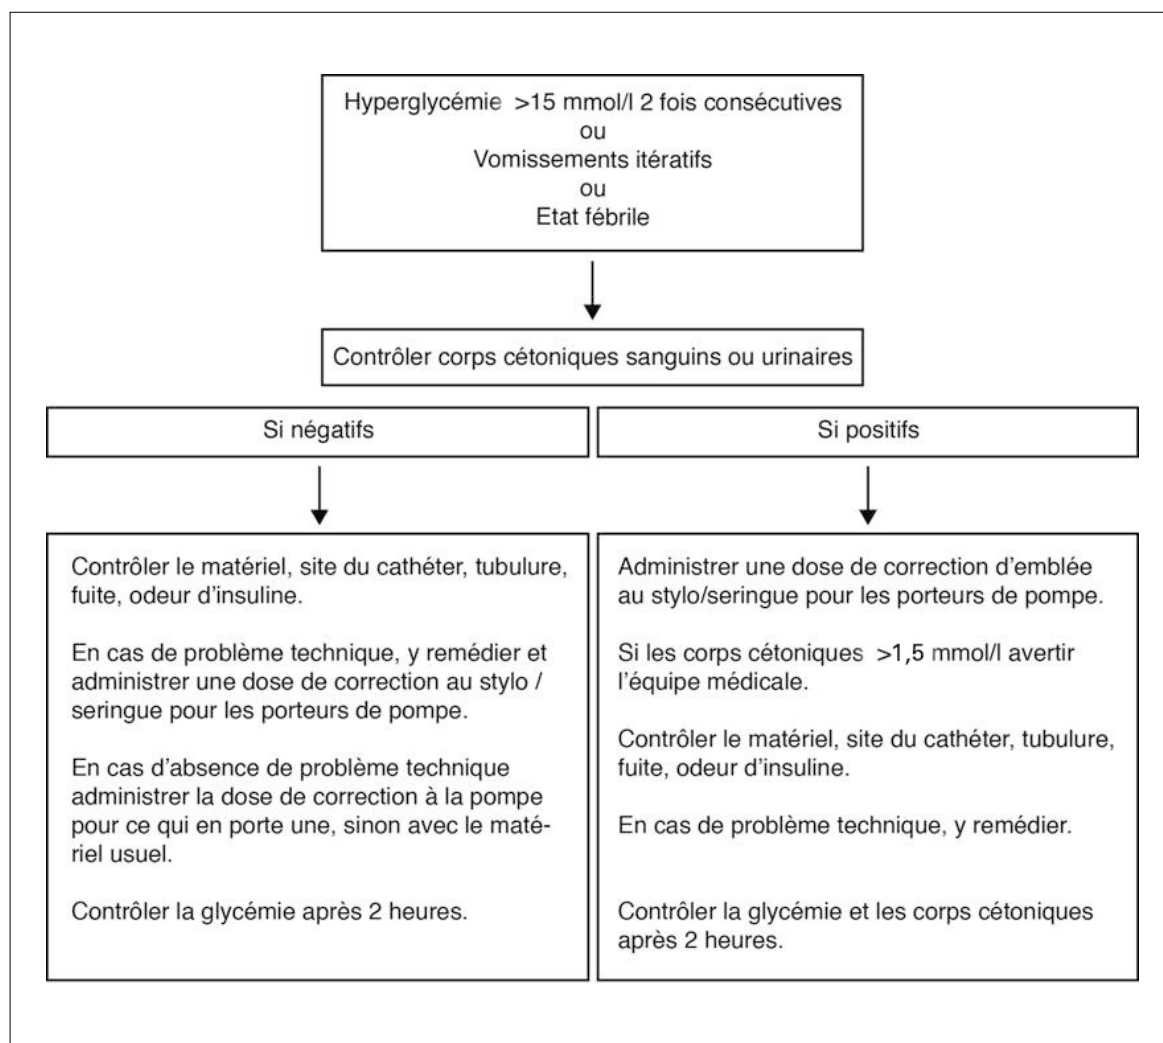 Hyperglycémie >15 mmol/l 2 fois consécutives
ou
Vomissements itératifs
ou
Etat fébrile
Contrôler corps cétoniques sanguins ou urinaires
Si négatifs
Contrôler le matériel, site du cathéter, tubulure,
fuite, odeur d'insuline.
En cas de problème technique, y remédier et
administrer une dose de correction au stylo /
seringue pour les porteurs de pompe.
En cas d'absence de problème technique
administrer la dose de correction à la pompe
pour ce qui en porte une, sinon avec le maté-
riel usuel.
Contrôler la glycémie après 2 heures.
Si positifs
Administrer une dose de correction d'emblée
au stylo/seringue pour les porteurs de pompe.
Si les corps cétoniques >1,5 mmol/l avertir
l'équipe médicale.
Contrôler le matériel, site du cathéter, tubulure,
fuite, odeur d'insuline.
En cas de problème technique, y remédier.
Contrôler la glycémie et les corps cétoniques
après 2 heures.